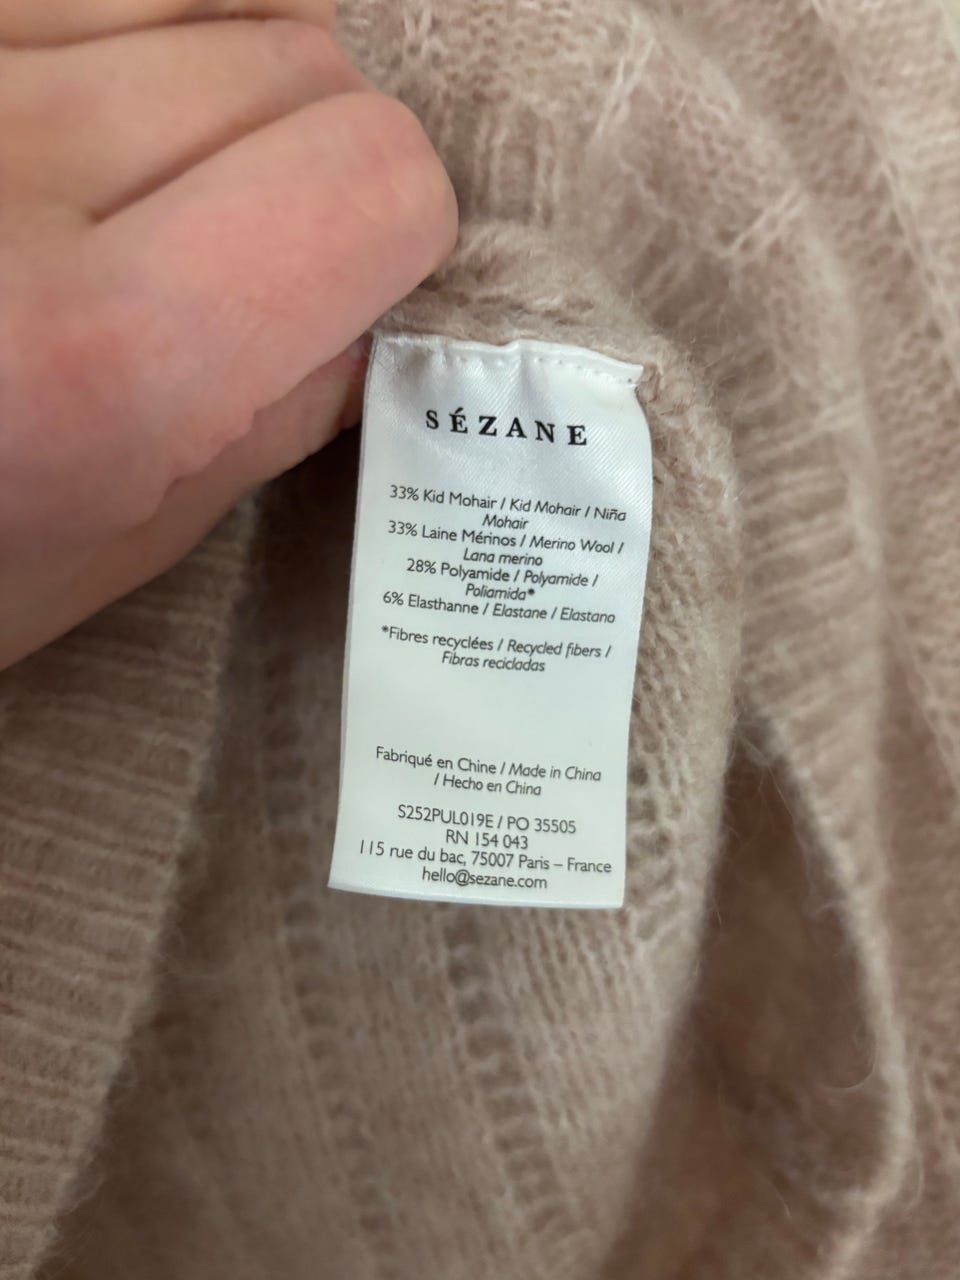 SÉZANE
33% Kid Mohair / Kid Mohair / Niña
Mohair
33% Laine Mérinos / Merino Wool /
Lana merino
28% Polyamide / Polyamide /
Poliamida*
6% Elasthanne / Elastane / Elastano
*Fibres recyclées / Recycled fibers /
Fibras recicladas
Fabriqué en Chine / Made in China
/ Hecho en China
S252PUL019E / PO 35505
RN 154 043
115 rue du bac, 75007 Paris – France
hello@sezane.com